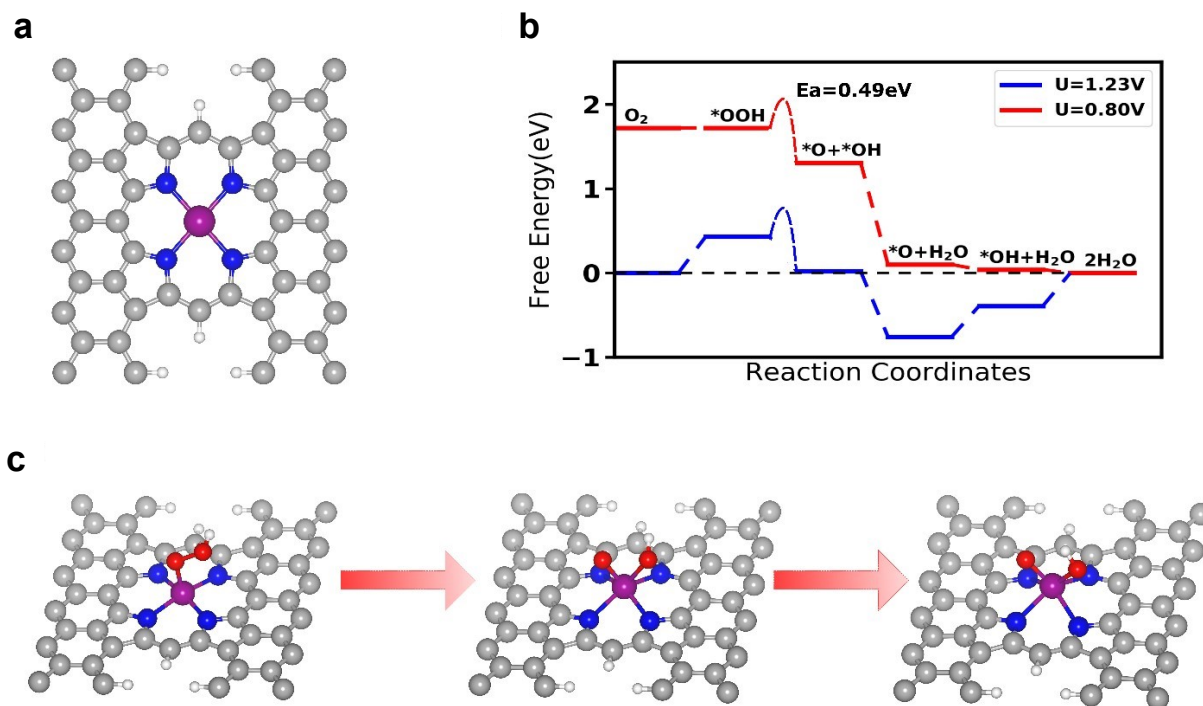 a
b
Free Energy(eV)
2
1
0
−1
O₂
*OOH
Ea=0.49eV
*O+*OH
*O+H₂O
*OH+H₂O
2H₂O
U=1.23V
U=0.80V
Reaction Coordinates
c